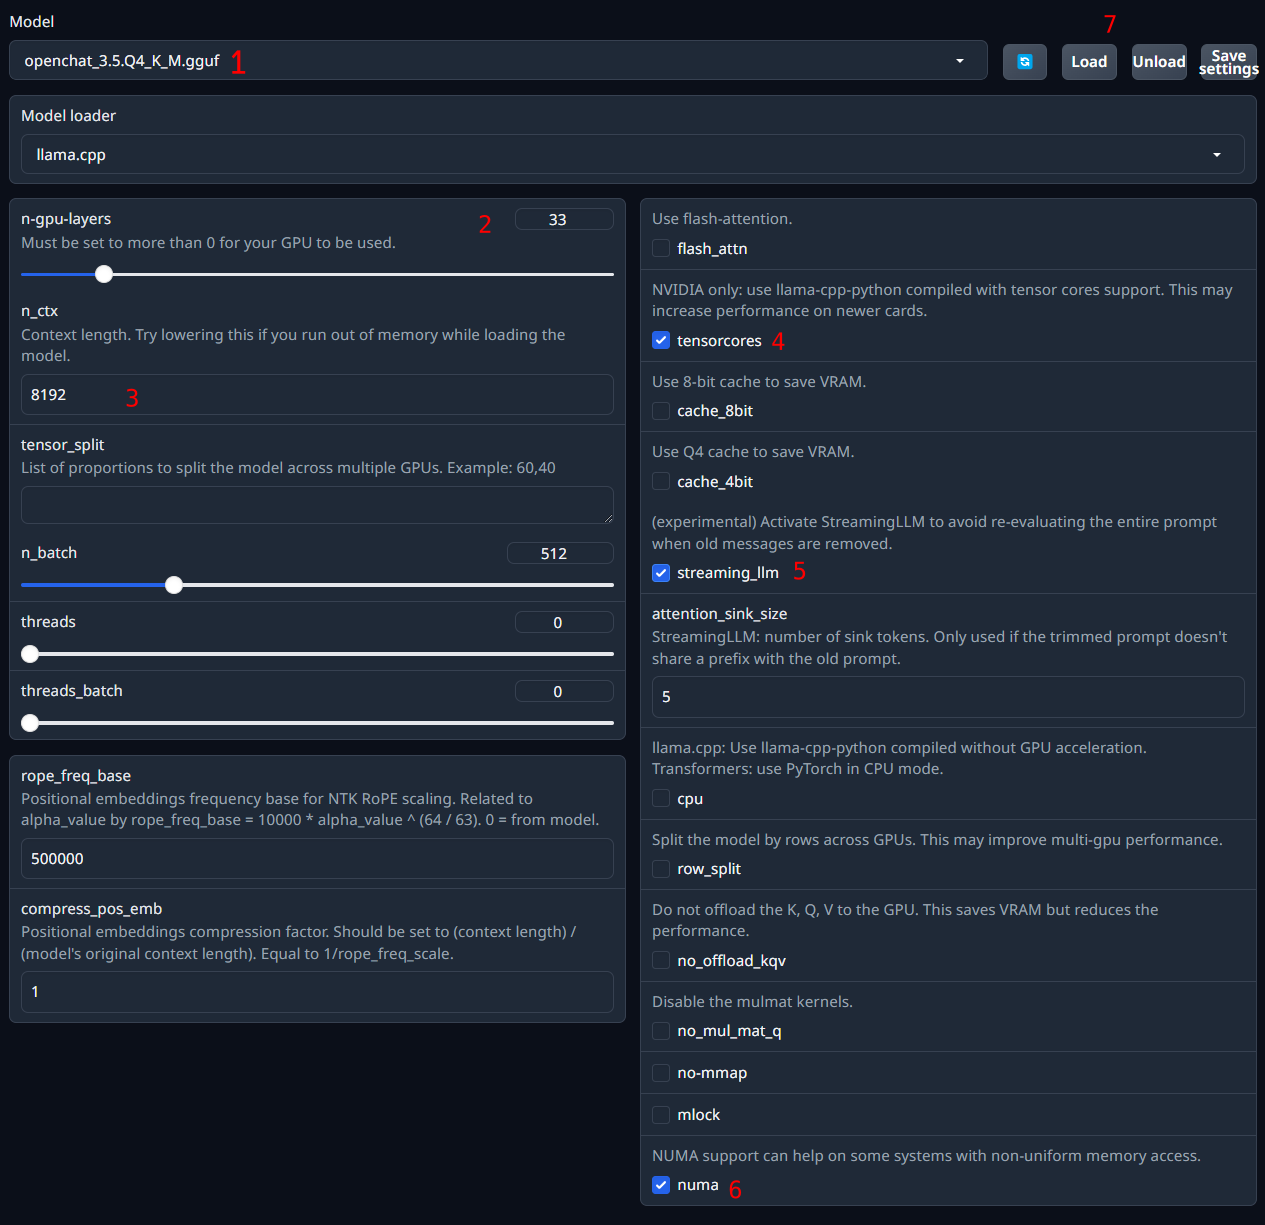 Model
7
openchat_3.5.Q4_K_M.gguf 1
Load
Unload
Save
settings
Model loader
llama.cpp
n-gpu-layers 2 33
Must be set to more than 0 for your GPU to be used.
n_ctx
Context length. Try lowering this if you run out of memory while loading the
model.
8192 3
tensor_split
List of proportions to split the model across multiple GPUs. Example: 60,40
n_batch 512
threads 0
threads_batch 0
rope_freq_base
Positional embeddings frequency base for NTK RoPE scaling. Related to
alpha_value by rope_freq_base = 10000 * alpha_value ^ (64 / 63). 0 = from model.
500000
compress_pos_emb
Positional embeddings compression factor. Should be set to (context length) /
(model's original context length). Equal to 1/rope_freq_scale.
1
Use flash-attention.
flash_attn
NVIDIA only: use llama-cpp-python compiled with tensor cores support. This may
increase performance on newer cards.
tensorcores 4
Use 8-bit cache to save VRAM.
cache_8bit
Use Q4 cache to save VRAM.
cache_4bit
(experimental) Activate StreamingLLM to avoid re-evaluating the entire prompt
when old messages are removed.
streaming_llm 5
attention_sink_size
StreamingLLM: number of sink tokens. Only used if the trimmed prompt doesn't
share a prefix with the old prompt.
5
llama.cpp: Use llama-cpp-python compiled without GPU acceleration.
Transformers: use PyTorch in CPU mode.
cpu
Split the model by rows across GPUs. This may improve multi-gpu performance.
row_split
Do not offload the K, Q, V to the GPU. This saves VRAM but reduces the
performance.
no_offload_kqv
Disable the mulmat kernels.
no_mul_mat_q
no-mmap
mlock
NUMA support can help on some systems with non-uniform memory access.
numa 6